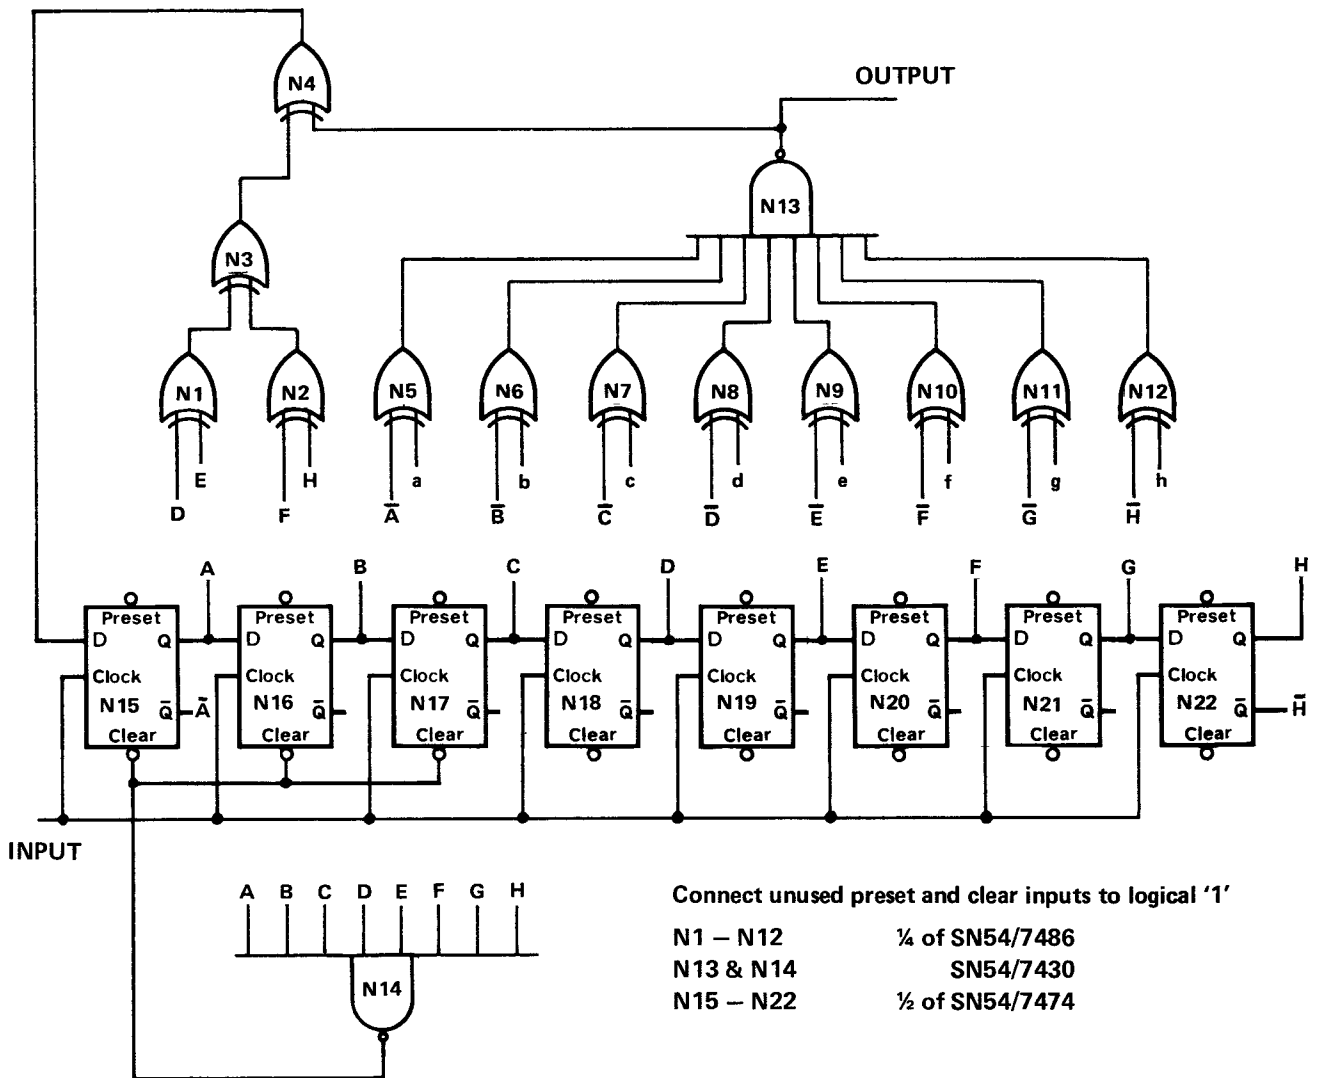 N4
OUTPUT
N13
N3
N1 N2 N5 N6 N7 N8 N9 N10 N11 N12
E H a b c d e f g h
D F A̅ B̅ C̅ D̅ E̅ F̅ G̅ H̅
A B C D E F G H
Preset Preset Preset Preset Preset Preset Preset Preset
D Q D Q D Q D Q D Q D Q D Q D Q
Clock Clock Clock Clock Clock Clock Clock Clock
N15 Q̅ A̅ N16 Q̅ N17 Q̅ N18 Q̅ N19 Q̅ N20 Q̅ N21 Q̅ N22 Q̅ H̅
Clear Clear Clear Clear Clear Clear Clear Clear
INPUT
A B C D E F G H
N14
Connect unused preset and clear inputs to logical ‘1’
N1 – N12 ¼ of SN54/7486
N13 & N14 SN54/7430
N15 – N22 ½ of SN54/7474